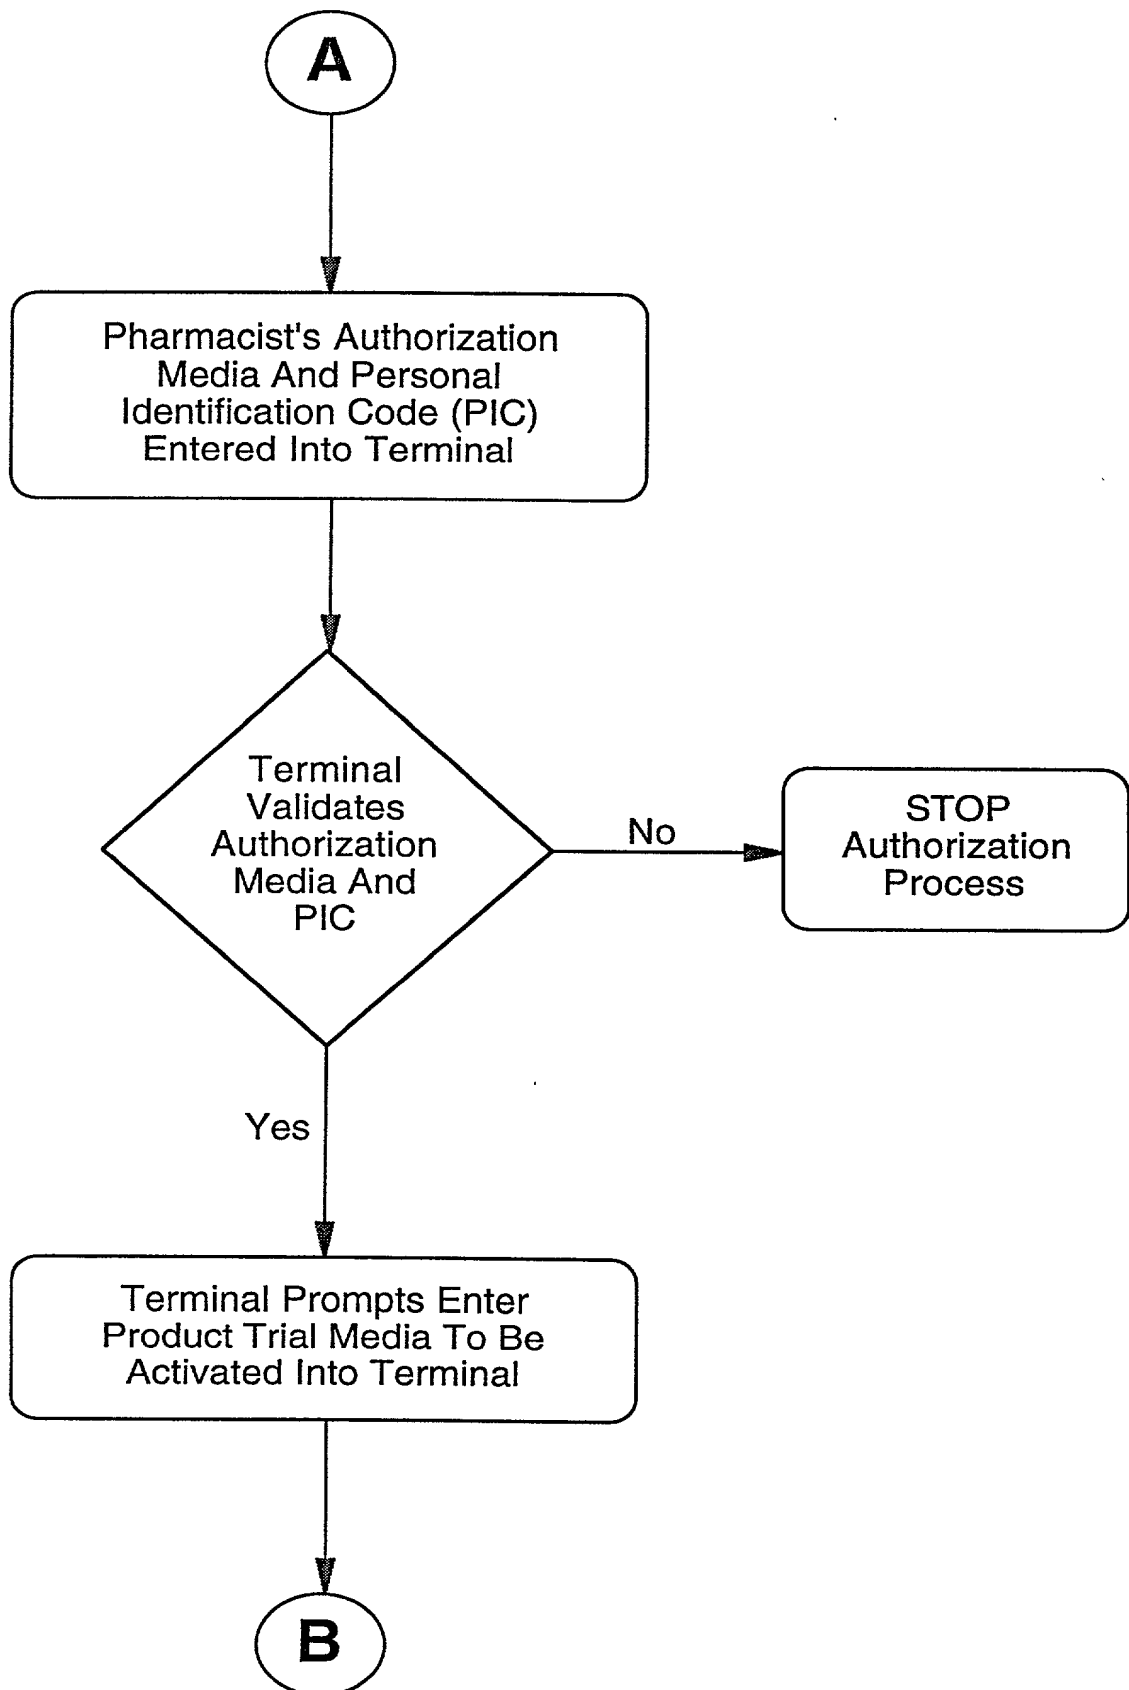 A
Pharmacist's Authorization
Media And Personal
Identification Code (PIC)
Entered Into Terminal
Terminal
Validates
Authorization
Media And
PIC
No
STOP
Authorization
Process
Yes
Terminal Prompts Enter
Product Trial Media To Be
Activated Into Terminal
B